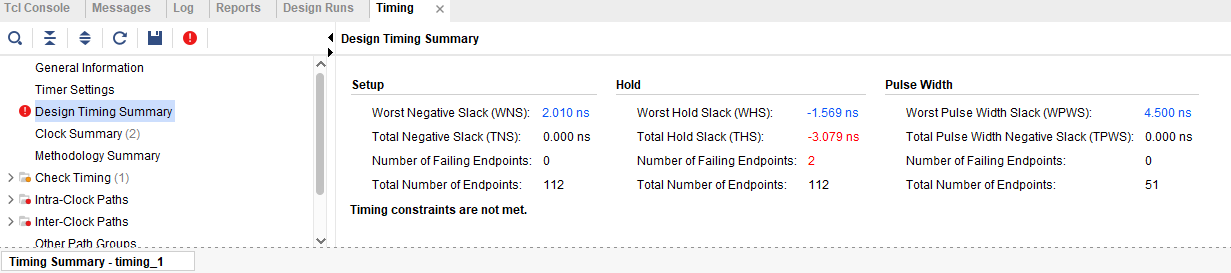 Tcl Console Messages Log Reports Design Runs Timing
Design Timing Summary
General Information
Timer Settings
Design Timing Summary
Clock Summary (2)
Methodology Summary
Check Timing (1)
Intra-Clock Paths
Inter-Clock Paths
Other Path Groups
Setup Hold Pulse Width
Worst Negative Slack (WNS): 2.010 ns Worst Hold Slack (WHS): -1.569 ns Worst Pulse Width Slack (WPWS): 4.500 ns
Total Negative Slack (TNS): 0.000 ns Total Hold Slack (THS): -3.079 ns Total Pulse Width Negative Slack (TPWS): 0.000 ns
Number of Failing Endpoints: 0 Number of Failing Endpoints: 2 Number of Failing Endpoints: 0
Total Number of Endpoints: 112 Total Number of Endpoints: 112 Total Number of Endpoints: 51
Timing constraints are not met.
Timing Summary - timing_1